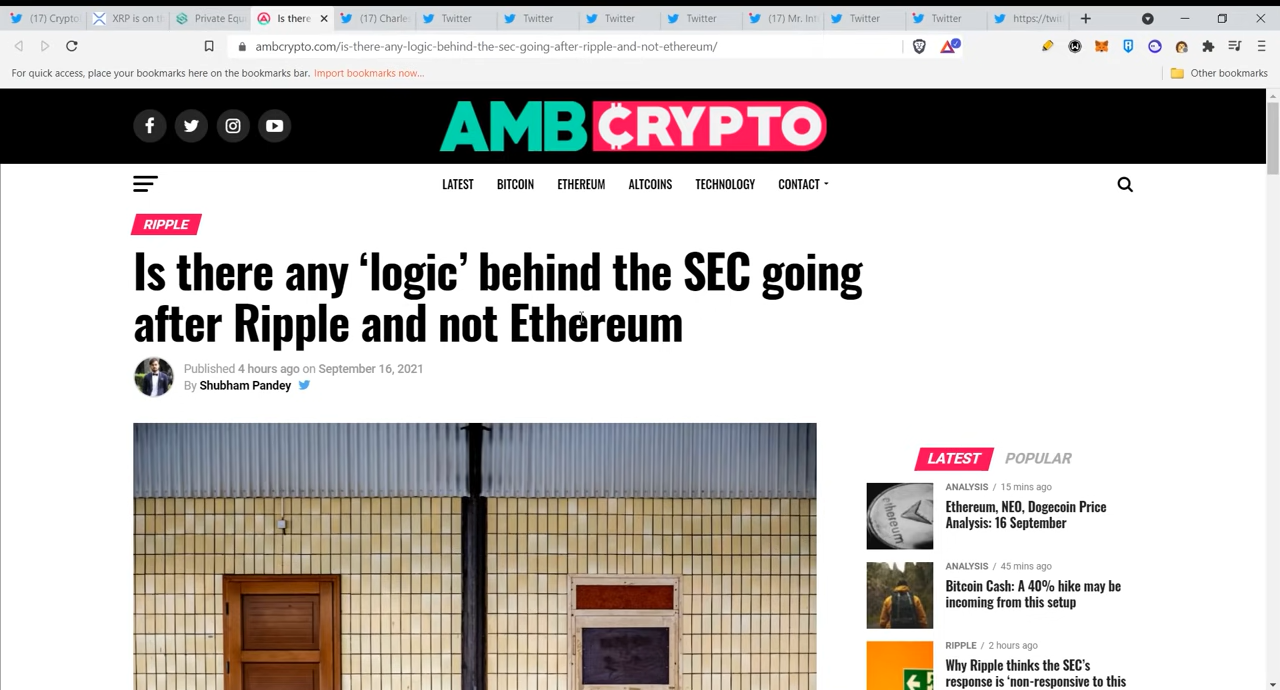 (17) Crypto
XRP is on th
Private Equ
Is there
(17) Charle
Twitter
Twitter
Twitter
Twitter
(17) Mr. Int
Twitter
Twitter
https://twit
ambcrypto.com/is-there-any-logic-behind-the-sec-going-after-ripple-and-not-ethereum/
For quick access, place your bookmarks here on the bookmarks bar. Import bookmarks now...
Other bookmarks
AMBCRYPTO
LATEST
BITCOIN
ETHEREUM
ALTCOINS
TECHNOLOGY
CONTACT
RIPPLE
Is there any ‘logic’ behind the SEC going
after Ripple and not Ethereum
Published 4 hours ago on September 16, 2021
By Shubham Pandey
LATEST
POPULAR
ANALYSIS / 15 mins ago
Ethereum, NEO, Dogecoin Price
Analysis: 16 September
ethereum
ANALYSIS / 45 mins ago
Bitcoin Cash: A 40% hike may be
incoming from this setup
RIPPLE / 2 hours ago
Why Ripple thinks the SEC’s
response is ‘non-responsive to this